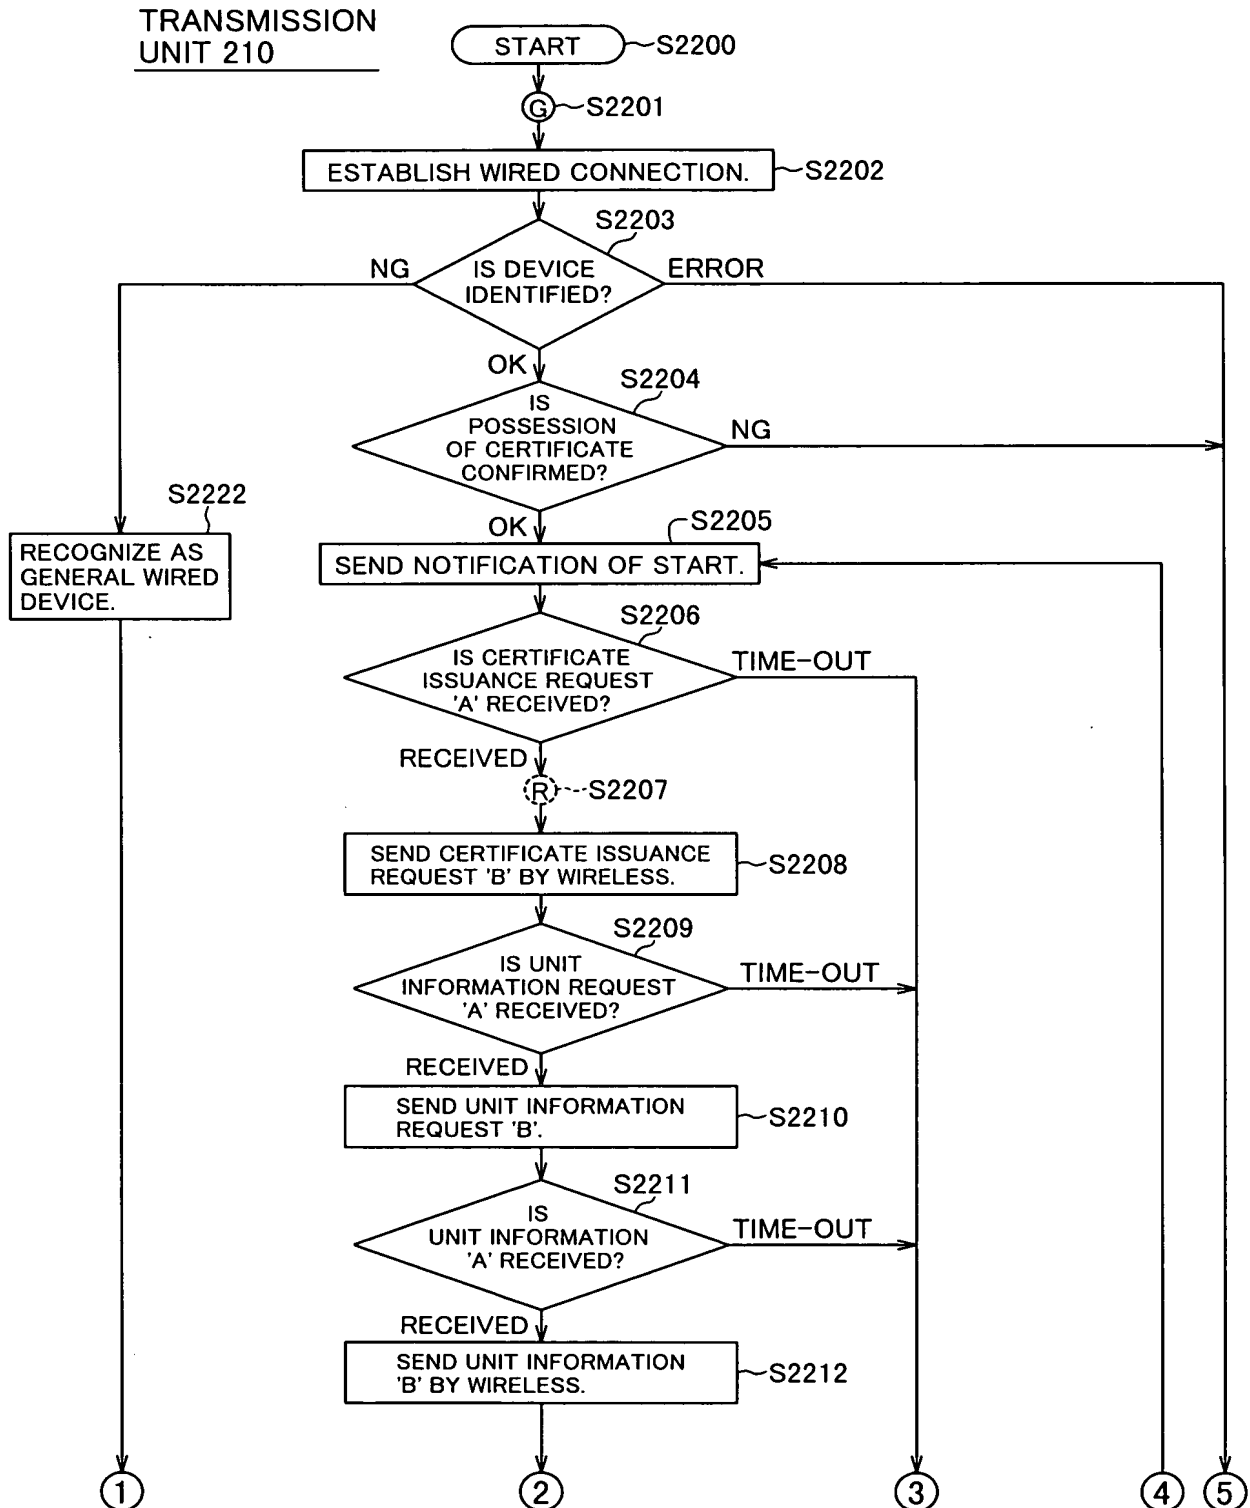 TRANSMISSION
UNIT 210
START
S2200
G
S2201
ESTABLISH WIRED CONNECTION.
S2202
S2203
NG
IS DEVICE
IDENTIFIED?
ERROR
OK
S2204
IS
POSSESSION
OF CERTIFICATE
CONFIRMED?
NG
S2222
OK
S2205
RECOGNIZE AS
GENERAL WIRED
DEVICE.
SEND NOTIFICATION OF START.
S2206
IS CERTIFICATE
ISSUANCE REQUEST
'A' RECEIVED?
TIME-OUT
RECEIVED
R
S2207
SEND CERTIFICATE ISSUANCE
REQUEST 'B' BY WIRELESS.
S2208
S2209
IS UNIT
INFORMATION REQUEST
'A' RECEIVED?
TIME-OUT
RECEIVED
SEND UNIT INFORMATION
REQUEST 'B'.
S2210
S2211
IS
UNIT INFORMATION
'A' RECEIVED?
TIME-OUT
RECEIVED
SEND UNIT INFORMATION
'B' BY WIRELESS.
S2212
1
2
3
4
5